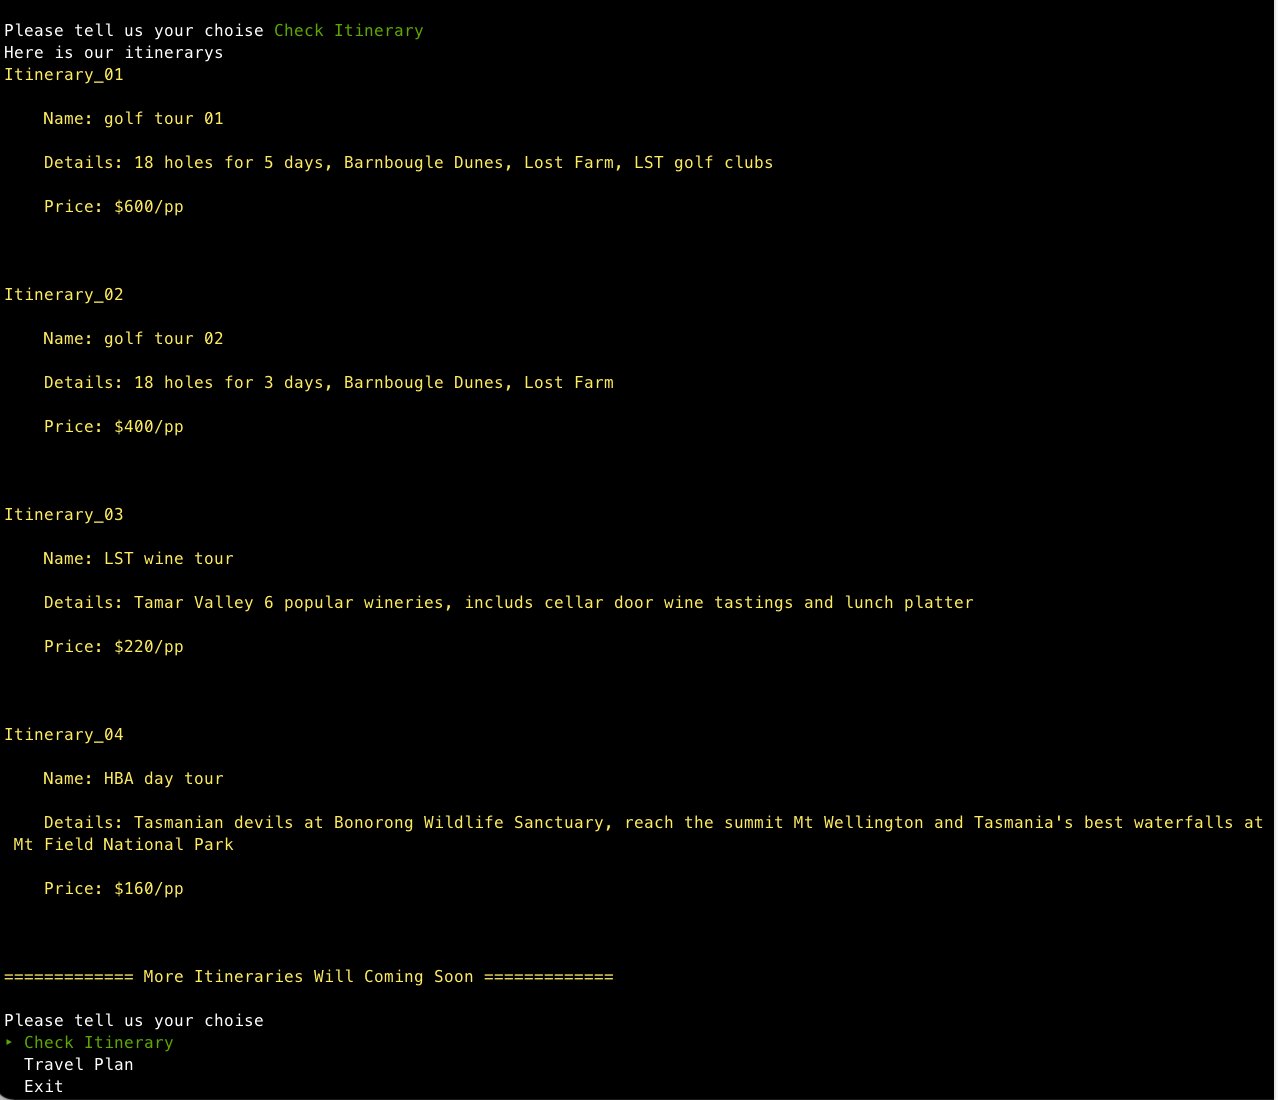 Please tell us your choise Check Itinerary
Here is our itinerarys
Itinerary_01
Name: golf tour 01
Details: 18 holes for 5 days, Barnbougle Dunes, Lost Farm, LST golf clubs
Price: $600/pp
Itinerary_02
Name: golf tour 02
Details: 18 holes for 3 days, Barnbougle Dunes, Lost Farm
Price: $400/pp
Itinerary_03
Name: LST wine tour
Details: Tamar Valley 6 popular wineries, includs cellar door wine tastings and lunch platter
Price: $220/pp
Itinerary_04
Name: HBA day tour
Details: Tasmanian devils at Bonorong Wildlife Sanctuary, reach the summit Mt Wellington and Tasmania's best waterfalls at
Mt Field National Park
Price: $160/pp
============= More Itineraries Will Coming Soon =============
Please tell us your choise
‣ Check Itinerary
Travel Plan
Exit